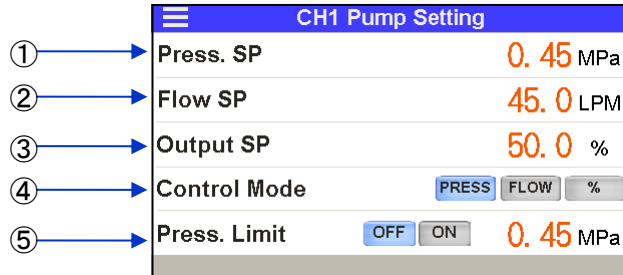 CH1 Pump Setting
① Press. SP 0.45 MPa
② Flow SP 45.0 LPM
③ Output SP 50.0 %
④ Control Mode PRESS FLOW %
⑤ Press. Limit OFF ON 0.45 MPa